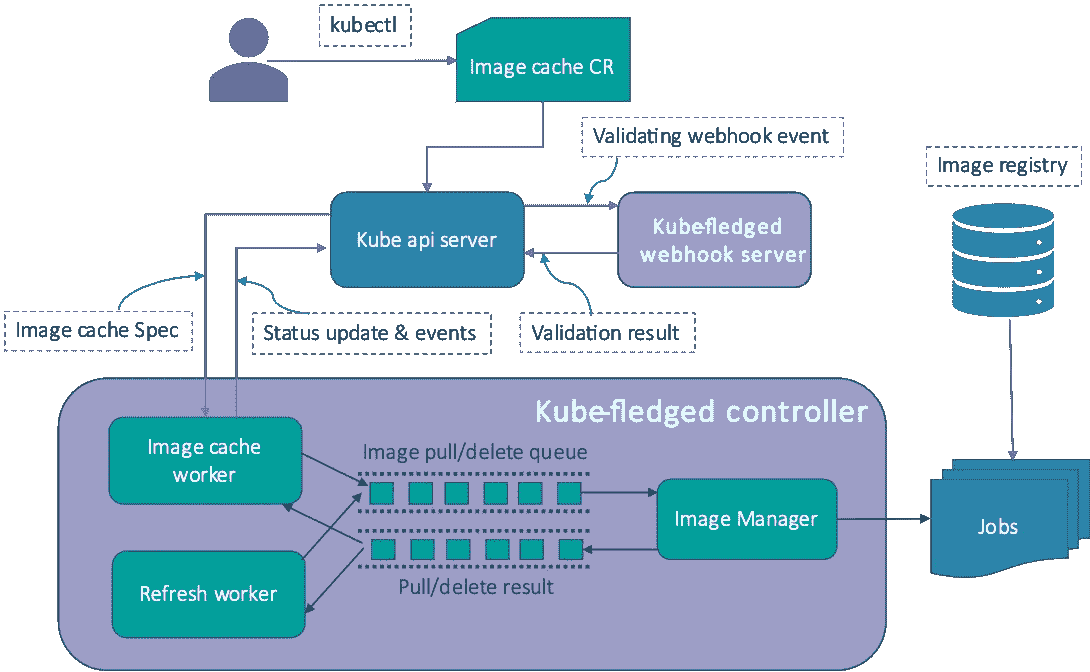 kubectl
Image cache CR
Validating webhook event
Image registry
Kube api server
Kube-fledged
webhook server
Image cache Spec
Status update & events
Validation result
Kube-fledged controller
Image cache
worker
Image pull/delete queue
Image Manager
Jobs
Refresh worker
Pull/delete result